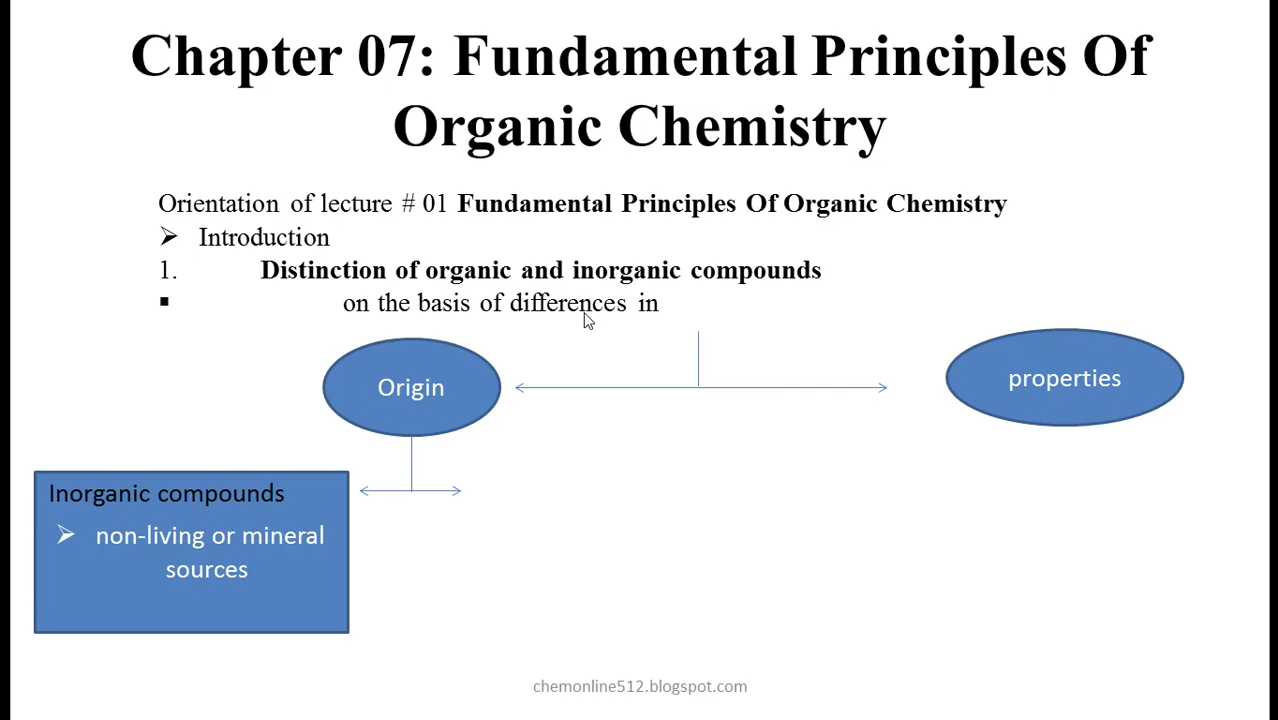 Chapter 07: Fundamental Principles Of
Organic Chemistry
Orientation of lecture # 01 Fundamental Principles Of Organic Chemistry
➢ Introduction
1. Distinction of organic and inorganic compounds
▪ on the basis of differences in
Origin
properties
Inorganic compounds
➢ non-living or mineral
sources
chemonline512.blogspot.com